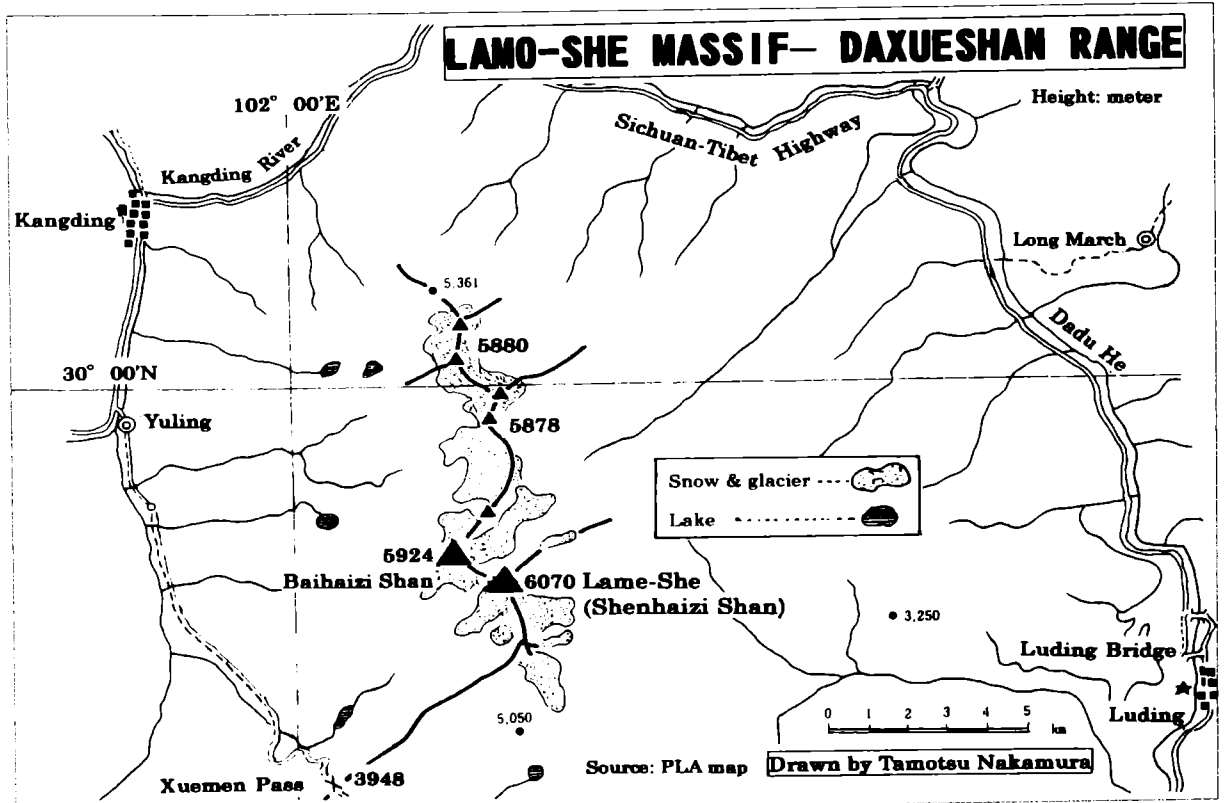 LAMO-SHE MASSIF— DAXUESHAN RANGE
102° 00'E
Height: meter
Sichuan-Tibet Highway
Kangding River
Kangding
Long March
5.361
5880
Dadu He
30° 00'N
Yuling
5878
Snow & glacier
Lake
5924
Baihaizi Shan
6070 Lame-She
(Shenhaizi Shan)
3,250
Luding Bridge
Luding
5,050
0 1 2 3 4 5
km
Xuemen Pass
3948
Source: PLA map
Drawn by Tamotsu Nakamura